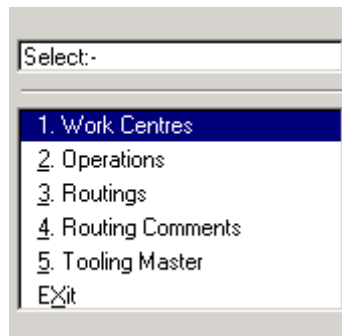 Select:-
1. Work Centres
2. Operations
3. Routings
4. Routing Comments
5. Tooling Master
EXit